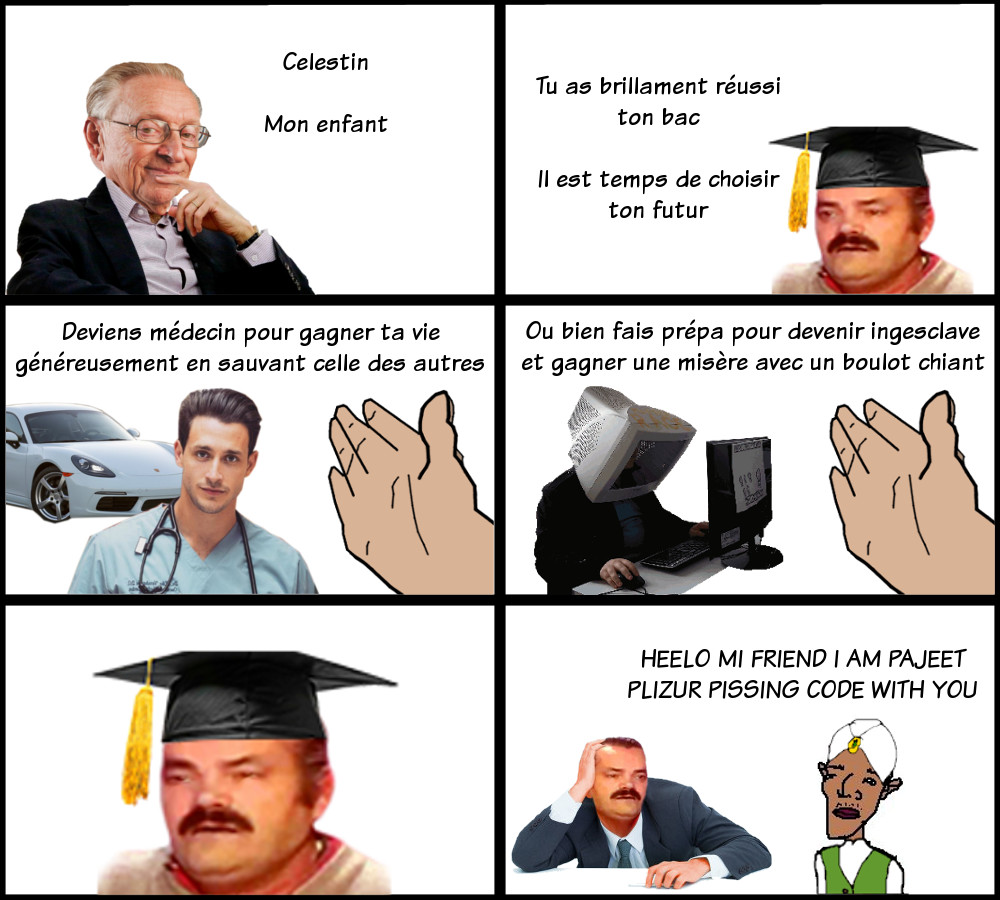 Celestin
Mon enfant
Tu as brillament réussi
ton bac
Il est temps de choisir
ton futur
Deviens médecin pour gagner ta vie
généreusement en sauvant celle des autres
Ou bien fais prépa pour devenir ingesclave
et gagner une misère avec un boulot chiant
HEELO MI FRIEND I AM PAJEET
PLIZUR PISSING CODE WITH YOU